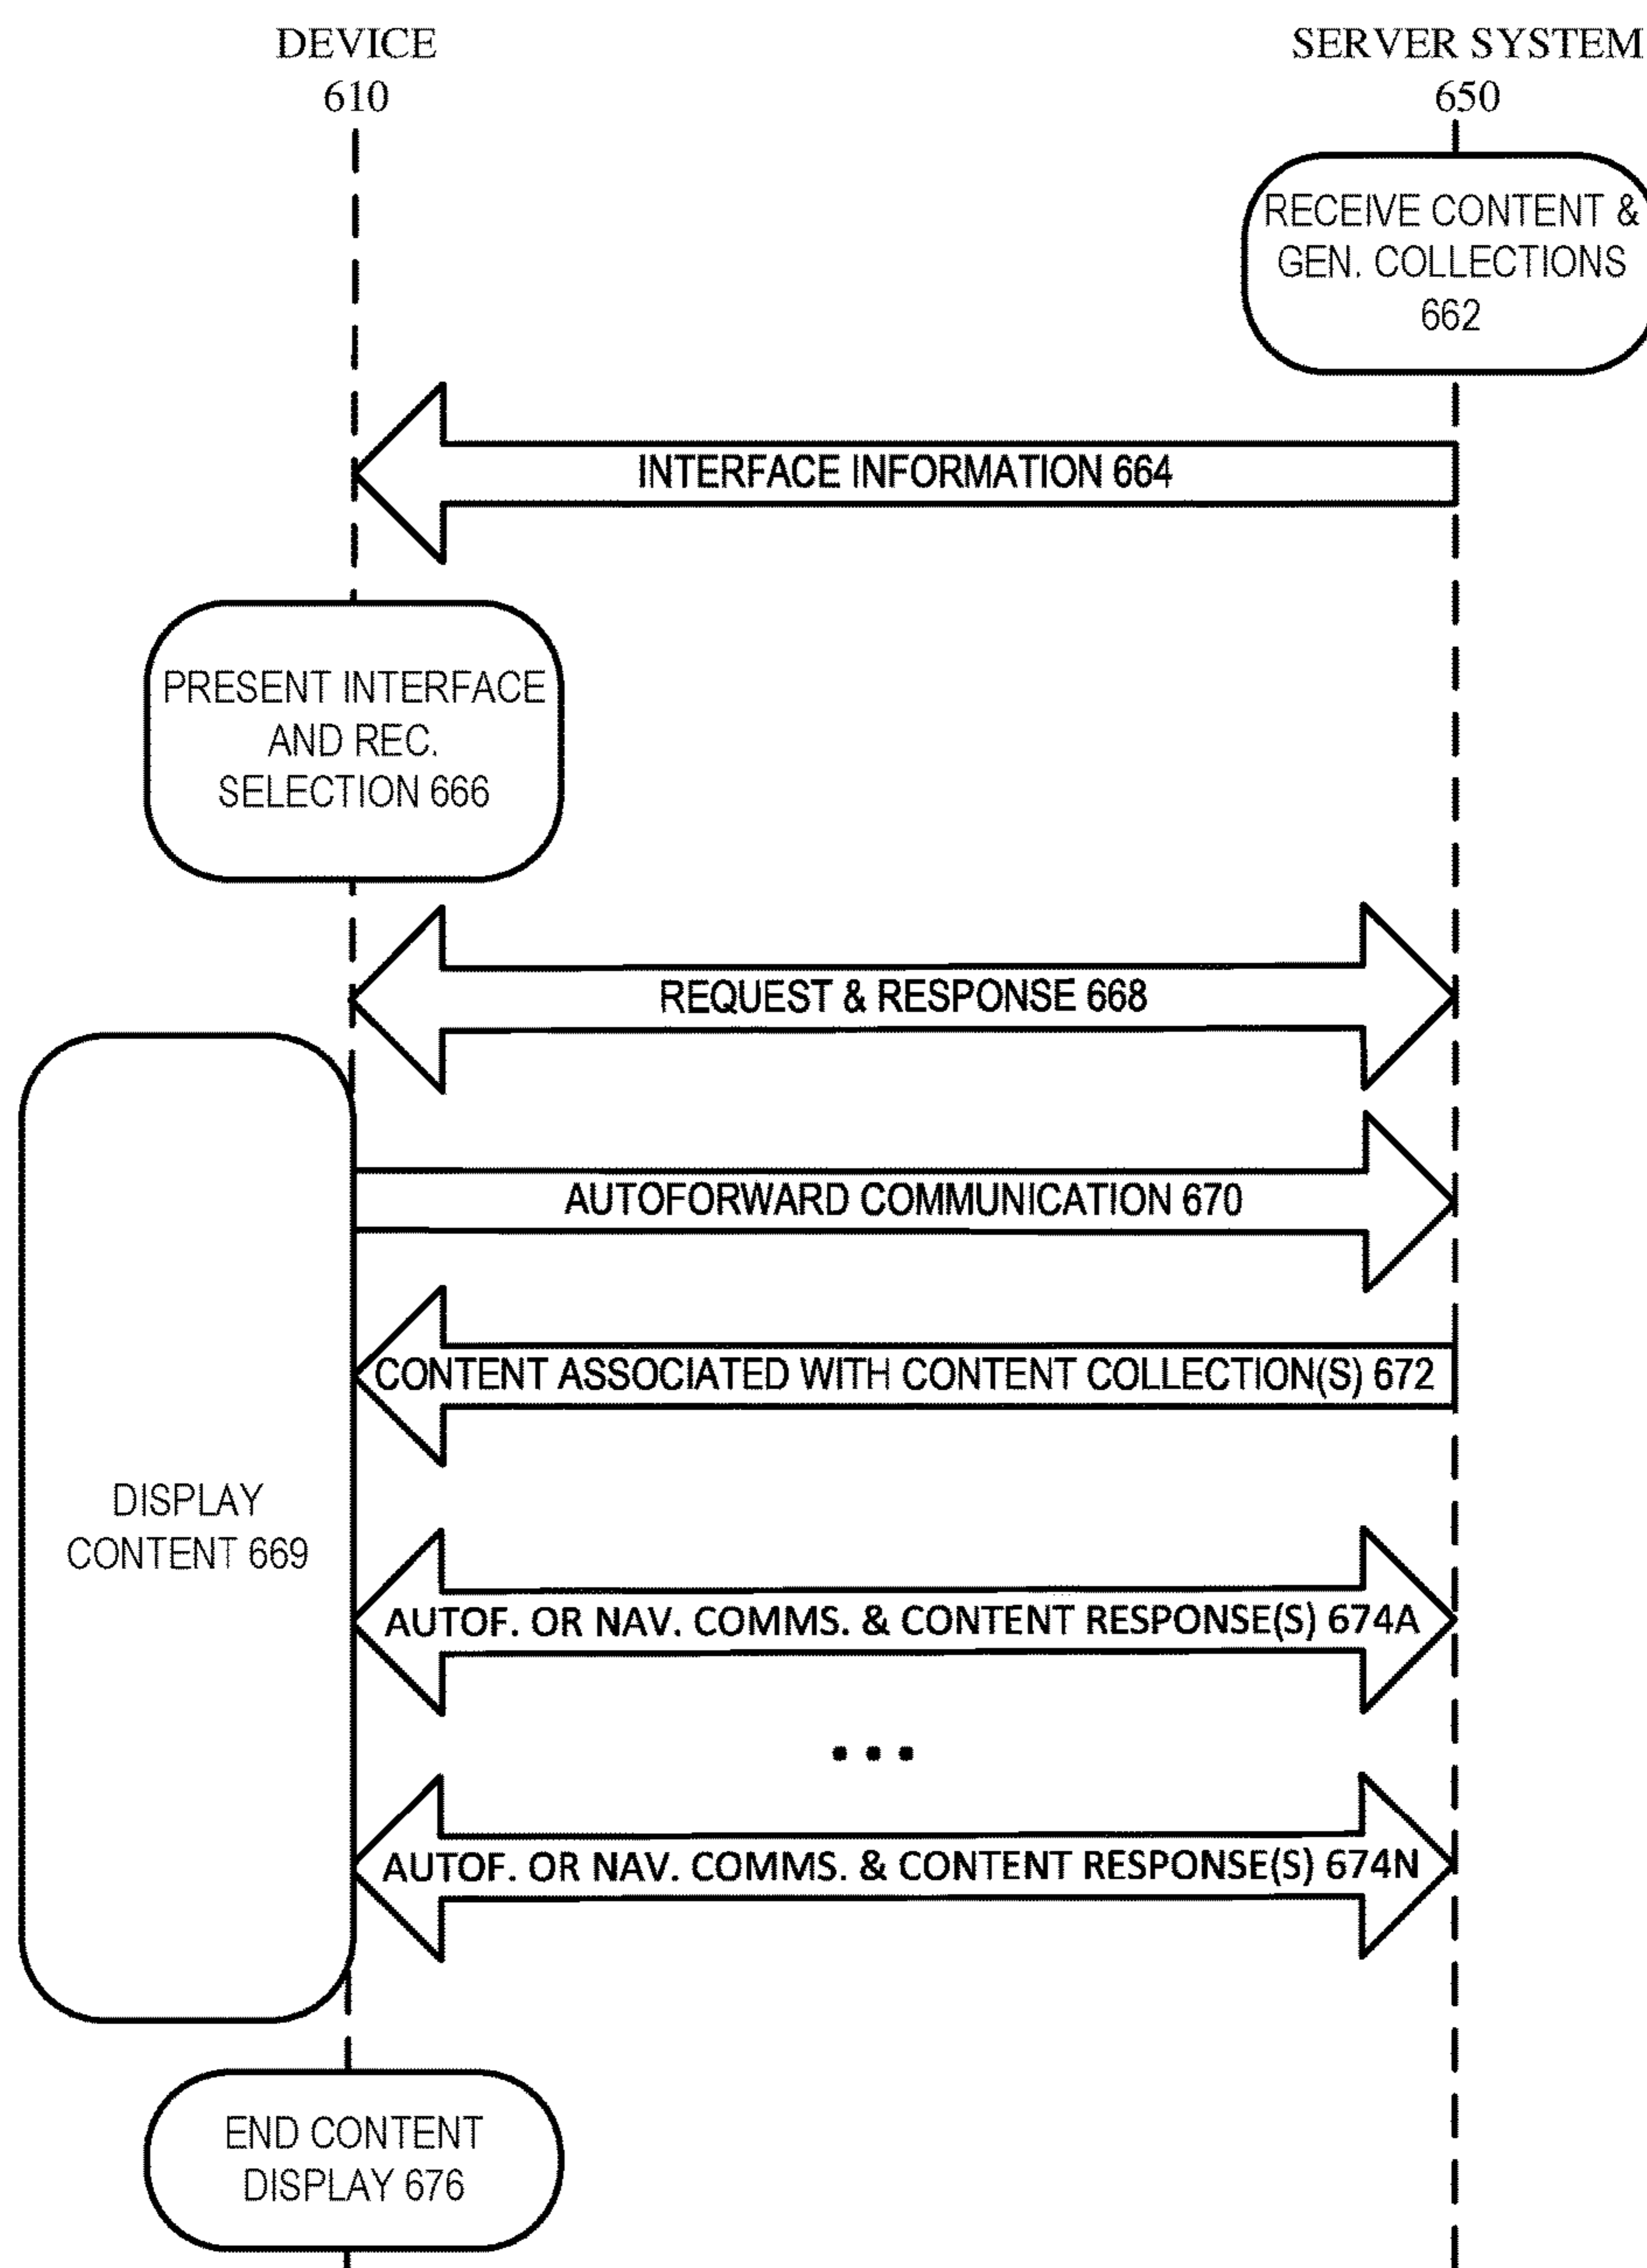 DEVICE
610
SERVER SYSTEM
650
RECEIVE CONTENT &
GEN. COLLECTIONS
662
INTERFACE INFORMATION 664
PRESENT INTERFACE
AND REC.
SELECTION 666
REQUEST & RESPONSE 668
AUTOFORWARD COMMUNICATION 670
CONTENT ASSOCIATED WITH CONTENT COLLECTION(S) 672
DISPLAY
CONTENT 669
AUTOF. OR NAV. COMMS. & CONTENT RESPONSE(S) 674A
...
AUTOF. OR NAV. COMMS. & CONTENT RESPONSE(S) 674N
END CONTENT
DISPLAY 676